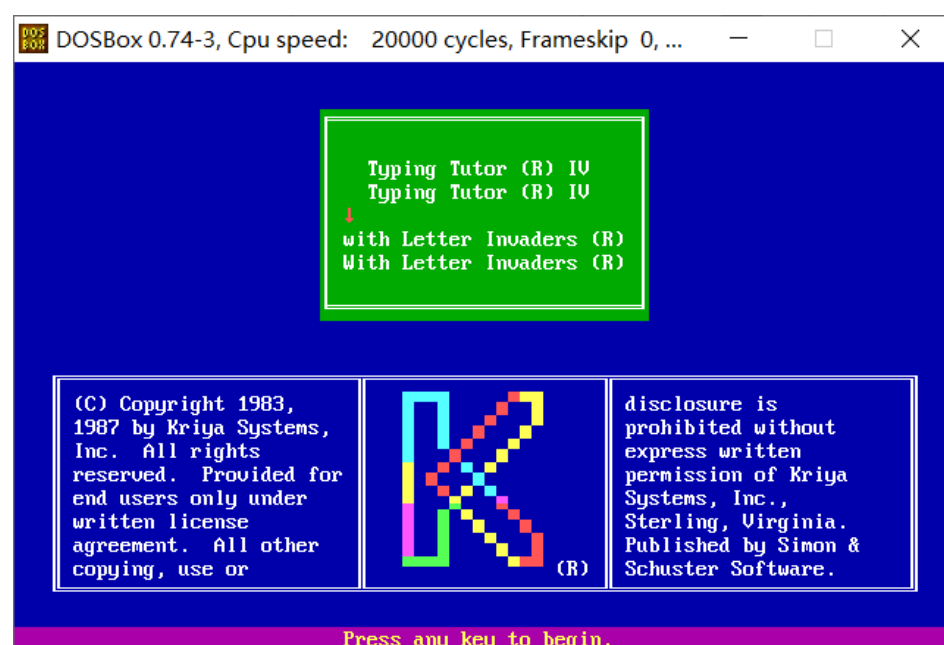 DOSBox 0.74-3, Cpu speed: 20000 cycles, Frameskip 0, ...
Typing Tutor (R) IV
Typing Tutor (R) IV
with Letter Invaders (R)
With Letter Invaders (R)
(C) Copyright 1983,
1987 by Kriya Systems,
Inc. All rights
reserved. Provided for
end users only under
written license
agreement. All other
copying, use or
(R)
disclosure is
prohibited without
express written
permission of Kriya
Systems, Inc.,
Sterling, Virginia.
Published by Simon &
Schuster Software.
Press any key to begin.